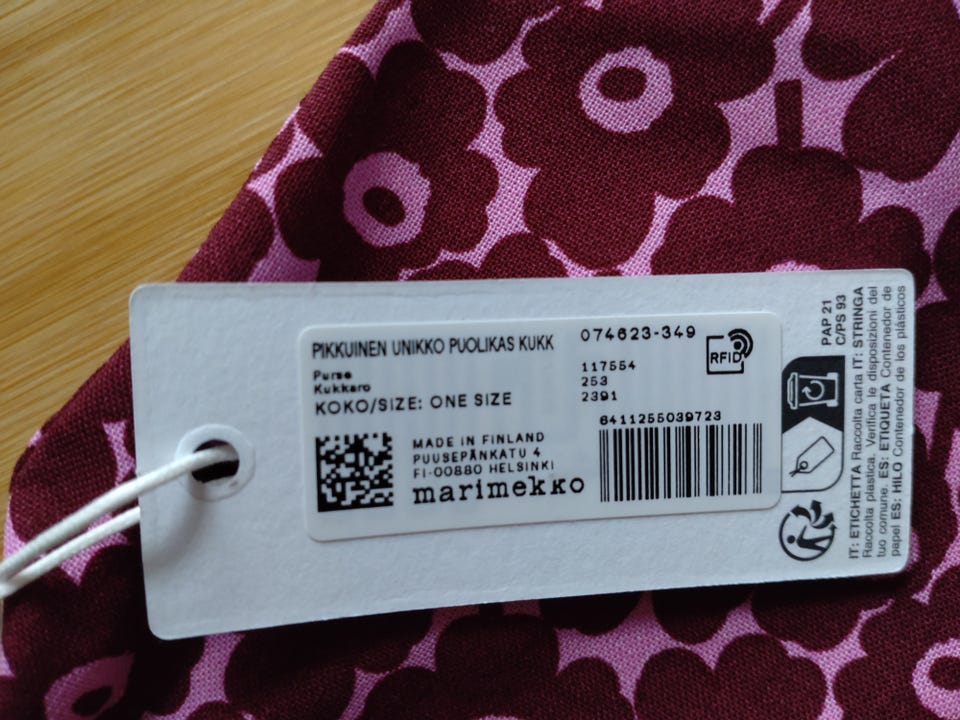 PIKKUINEN UNIKKO PUOLIKAS KUKK
Purse
Kukkaro
KOKO/SIZE: ONE SIZE
MADE IN FINLAND
PUUSEPÄNKATU 4
FI-00880 HELSINKI
marimekko
074623-349
117554
253
2391
RFID
6411255039723
PAP 21
C/PS 93
IT: ETICHETTA Raccolta carta IT: STRINGA
Raccolta plastica. Verifica le disposizioni del
tuo comune. ES: ETIQUETA Contenedor de
papel ES: HILO Contenedor de los plásticos